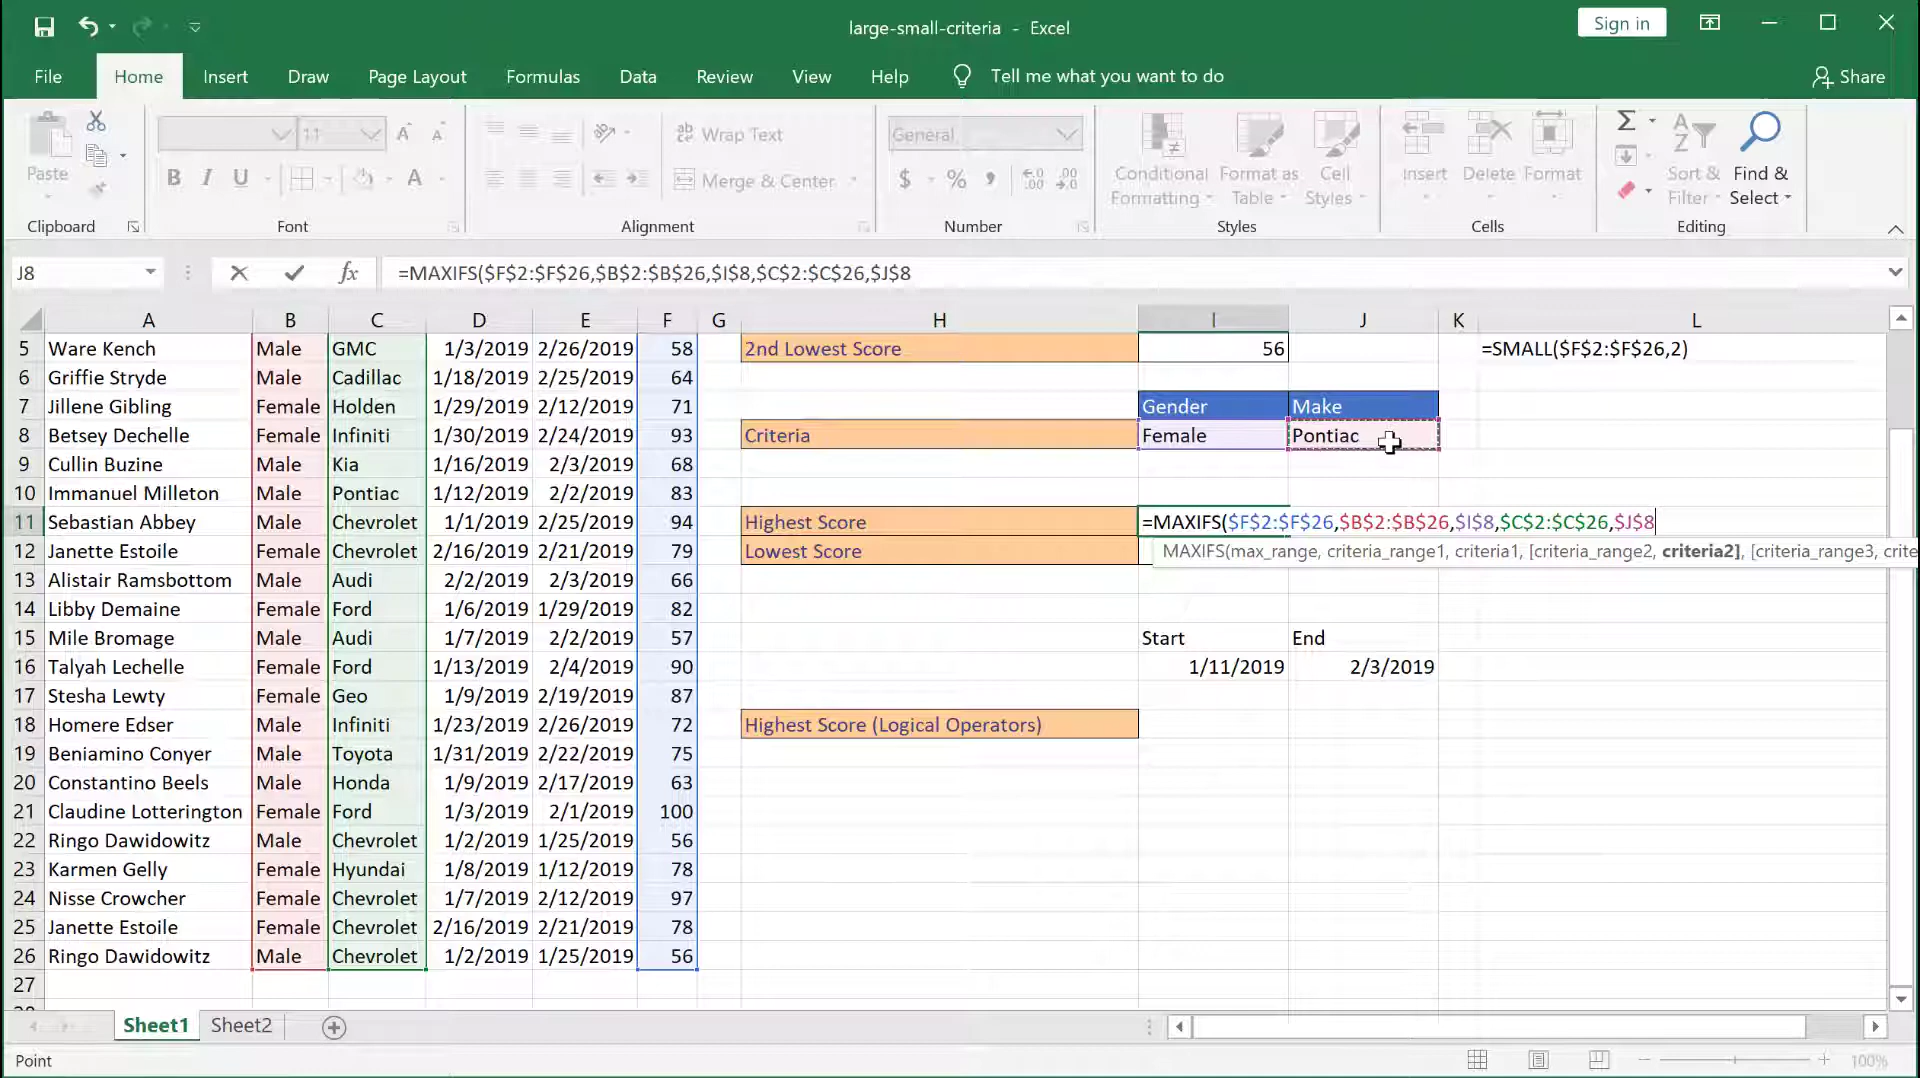 large-small-criteria - Excel
Sign in
File Home Insert Draw Page Layout Formulas Data Review View Help Tell me what you want to do Share
Paste
Clipboard
11
B I U A
Font
Wrap Text
Merge & Center
Alignment
General
$ % ,
Number
Conditional Formatting
Format as Table
Cell Styles
Styles
Insert Delete Format
Cells
Sort & Filter
Find & Select
Editing
J8 fx =MAXIFS($F$2:$F$26,$B$2:$B$26,$I$8,$C$2:$C$26,$J$8
A B C D E F G H I J K L
5 Ware Kench Male GMC 1/3/2019 2/26/2019 58 2nd Lowest Score 56 =SMALL($F$2:$F$26,2)
6 Griffie Stryde Male Cadillac 1/18/2019 2/25/2019 64
7 Jillene Gibling Female Holden 1/29/2019 2/12/2019 71 Gender Make
8 Betsey Dechelle Female Infiniti 1/30/2019 2/24/2019 93 Criteria Female Pontiac
9 Cullin Buzine Male Kia 1/16/2019 2/3/2019 68
10 Immanuel Milleton Male Pontiac 1/12/2019 2/2/2019 83
11 Sebastian Abbey Male Chevrolet 1/1/2019 2/25/2019 94 Highest Score =MAXIFS($F$2:$F$26,$B$2:$B$26,$I$8,$C$2:$C$26,$J$8
12 Janette Estoile Female Chevrolet 2/16/2019 2/21/2019 79 Lowest Score MAXIFS(max_range, criteria_range1, criteria1, [criteria_range2, criteria2], [criteria_range3, crite
13 Alistair Ramsbottom Male Audi 2/2/2019 2/3/2019 66
14 Libby Demaine Female Ford 1/6/2019 1/29/2019 82
15 Mile Bromage Male Audi 1/7/2019 2/2/2019 57 Start End
16 Talyah Lechelle Female Ford 1/13/2019 2/4/2019 90 1/11/2019 2/3/2019
17 Stesha Lewty Female Geo 1/9/2019 2/19/2019 87
18 Homere Edser Male Infiniti 1/23/2019 2/26/2019 72 Highest Score (Logical Operators)
19 Beniamino Conyer Male Toyota 1/31/2019 2/22/2019 75
20 Constantino Beels Male Honda 1/9/2019 2/17/2019 63
21 Claudine Lotterington Female Ford 1/3/2019 2/1/2019 100
22 Ringo Dawidowitz Male Chevrolet 1/2/2019 1/25/2019 56
23 Karmen Gelly Female Hyundai 1/8/2019 1/12/2019 78
24 Nisse Crowcher Female Chevrolet 1/7/2019 2/12/2019 97
25 Janette Estoile Female Chevrolet 2/16/2019 2/21/2019 78
26 Ringo Dawidowitz Male Chevrolet 1/2/2019 1/25/2019 56
27
Sheet1 Sheet2
Point 100%